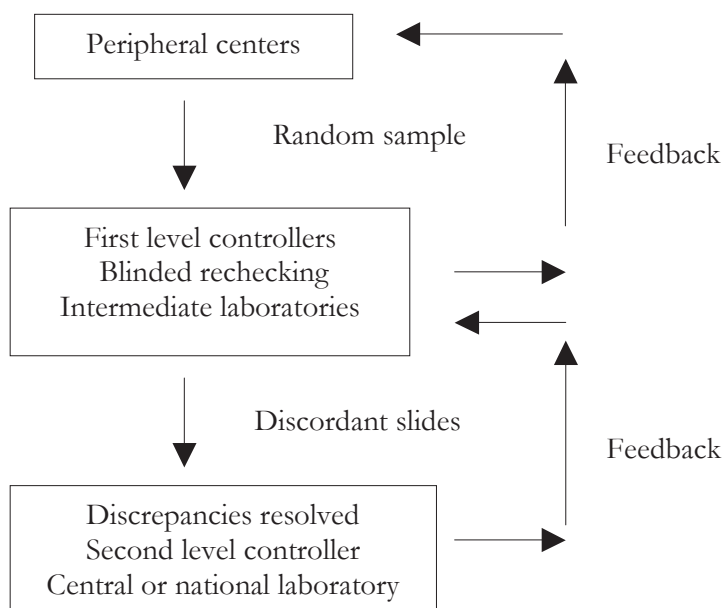 Peripheral centers
Random sample
Feedback
First level controllers
Blinded rechecking
Intermediate laboratories
Discordant slides
Feedback
Discrepancies resolved
Second level controller
Central or national laboratory